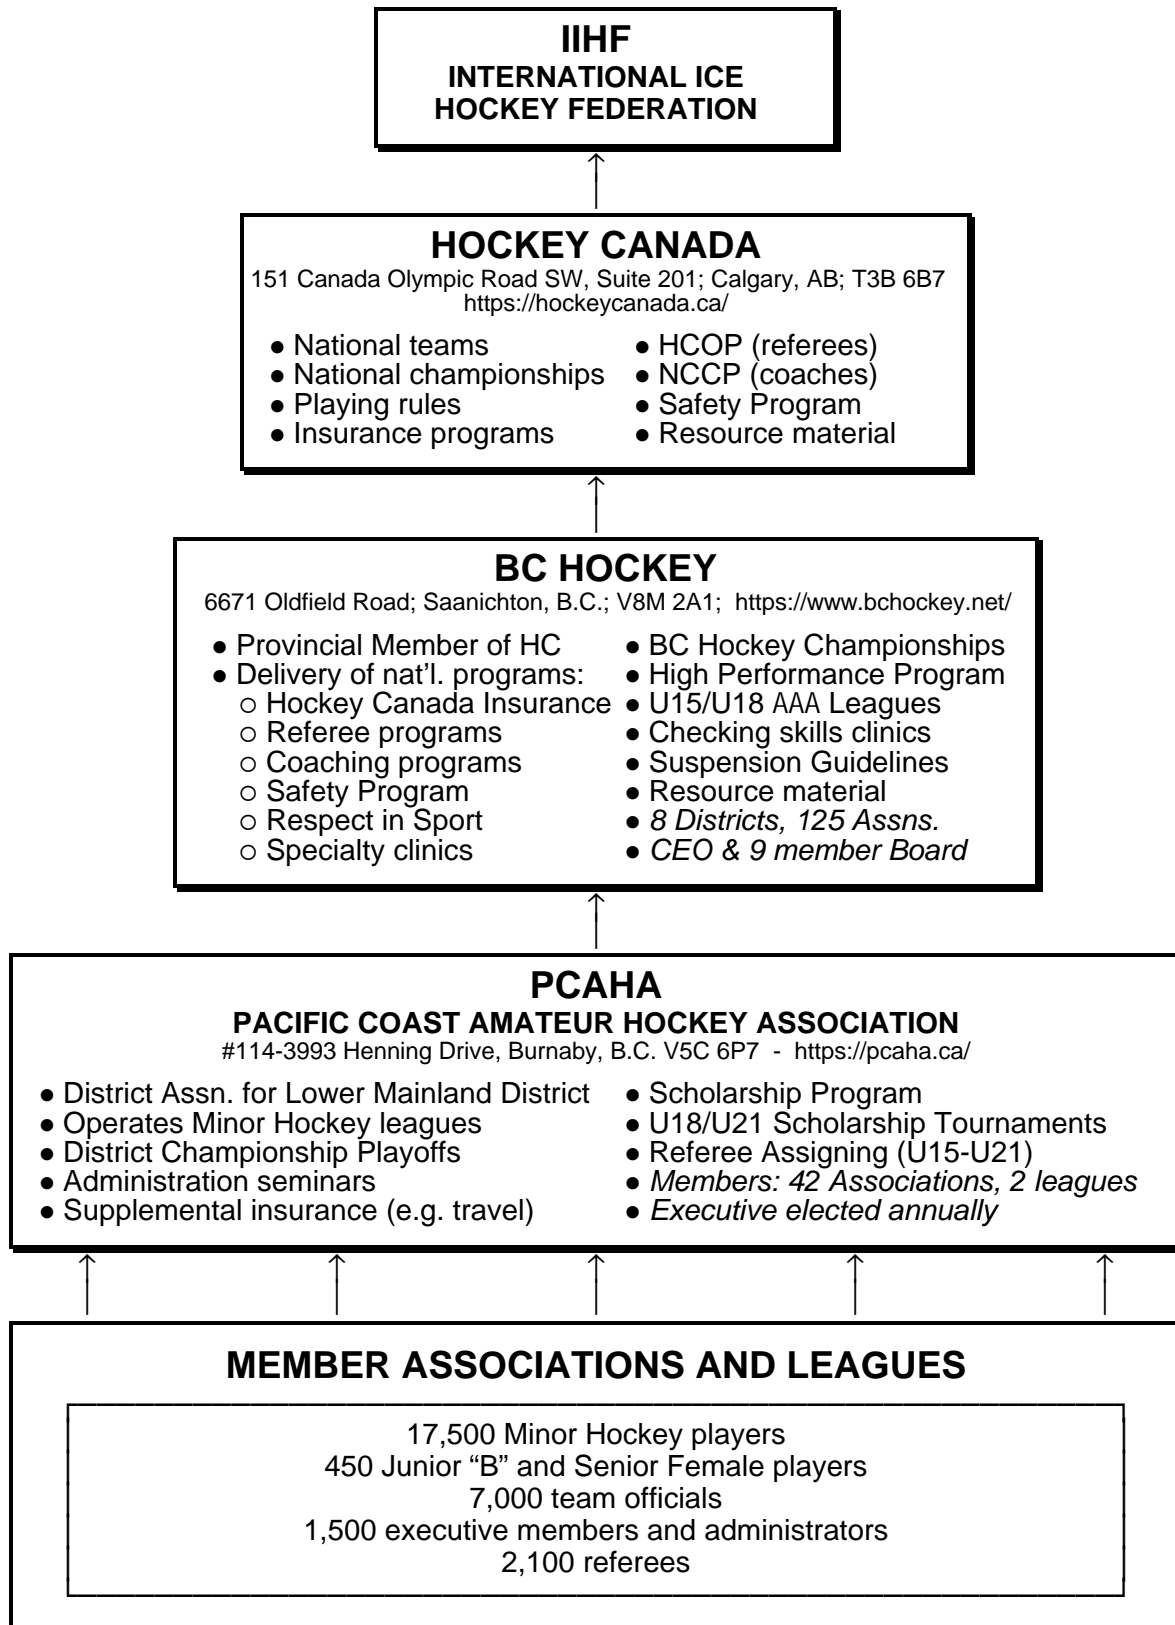 IIHF
INTERNATIONAL ICE
HOCKEY FEDERATION
HOCKEY CANADA
151 Canada Olympic Road SW, Suite 201; Calgary, AB; T3B 6B7
https://hockeycanada.ca/
● National teams
● National championships
● Playing rules
● Insurance programs
● HCOP (referees)
● NCCP (coaches)
● Safety Program
● Resource material
BC HOCKEY
6671 Oldfield Road; Saanichton, B.C.; V8M 2A1; https://www.bchockey.net/
● Provincial Member of HC
● Delivery of nat'l. programs:
○ Hockey Canada Insurance
○ Referee programs
○ Coaching programs
○ Safety Program
○ Respect in Sport
○ Specialty clinics
● BC Hockey Championships
● High Performance Program
● U15/U18 AAA Leagues
● Checking skills clinics
● Suspension Guidelines
● Resource material
● 8 Districts, 125 Assns.
● CEO & 9 member Board
PCAHA
PACIFIC COAST AMATEUR HOCKEY ASSOCIATION
#114-3993 Henning Drive, Burnaby, B.C. V5C 6P7 - https://pcaha.ca/
● District Assn. for Lower Mainland District
● Operates Minor Hockey leagues
● District Championship Playoffs
● Administration seminars
● Supplemental insurance (e.g. travel)
● Scholarship Program
● U18/U21 Scholarship Tournaments
● Referee Assigning (U15-U21)
● Members: 42 Associations, 2 leagues
● Executive elected annually
MEMBER ASSOCIATIONS AND LEAGUES
17,500 Minor Hockey players
450 Junior “B” and Senior Female players
7,000 team officials
1,500 executive members and administrators
2,100 referees